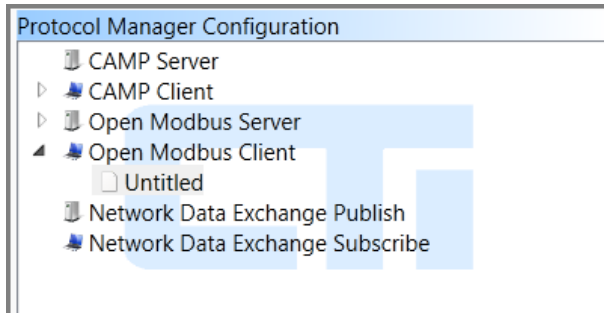 Protocol Manager Configuration
CAMP Server
CAMP Client
Open Modbus Server
Open Modbus Client
Untitled
Network Data Exchange Publish
Network Data Exchange Subscribe
CTi